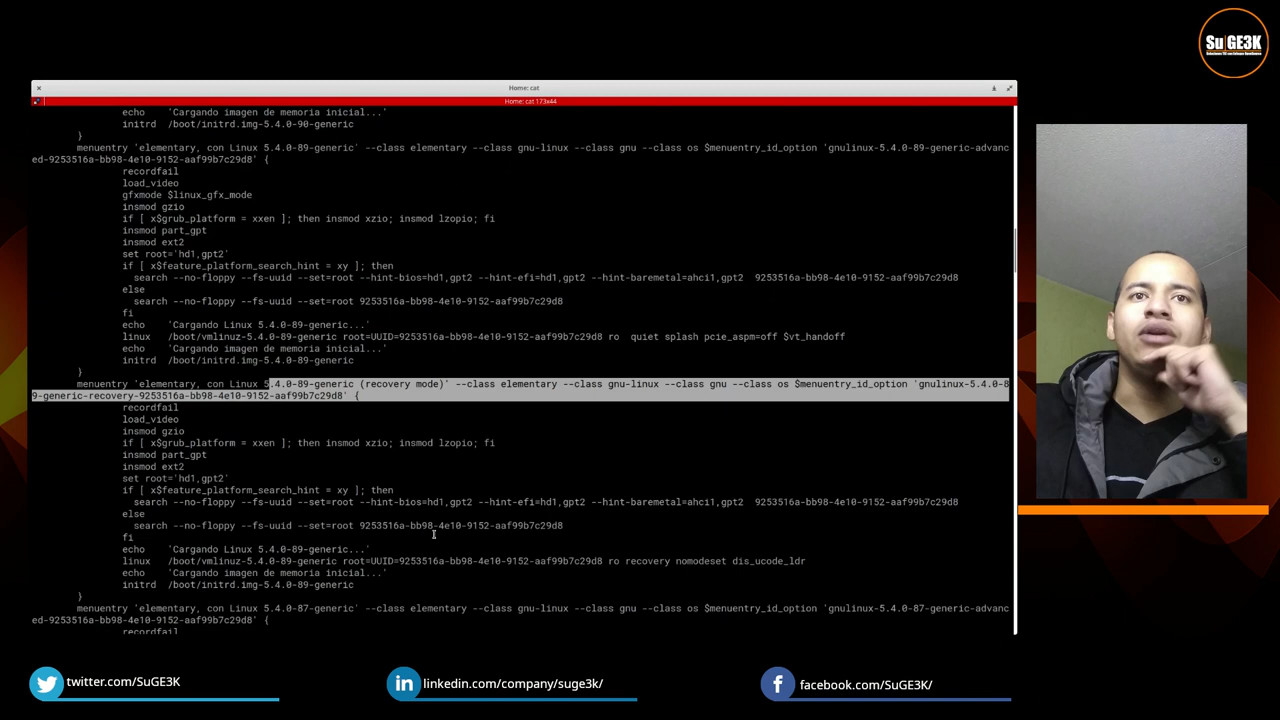 SuGE3K
Home: cat
Home: cat 173x44
echo 'Cargando imagen de memoria inicial...'
initrd /boot/initrd.img-5.4.0-90-generic
}
menuentry 'elementary, con Linux 5.4.0-89-generic' --class elementary --class gnu-linux --class gnu --class os $menuentry_id_option 'gnulinux-5.4.0-89-generic-advanc
ed-9253516a-bb98-4e10-9152-aaf99b7c29d8' {
recordfail
load_video
gfxmode $linux_gfx_mode
insmod gzio
if [ x$grub_platform = xxen ]; then insmod xzio; insmod lzopio; fi
insmod part_gpt
insmod ext2
set root='hd1,gpt2'
if [ x$feature_platform_search_hint = xy ]; then
search --no-floppy --fs-uuid --set=root --hint-bios=hd1,gpt2 --hint-efi=hd1,gpt2 --hint-baremetal=ahci1,gpt2 9253516a-bb98-4e10-9152-aaf99b7c29d8
else
search --no-floppy --fs-uuid --set=root 9253516a-bb98-4e10-9152-aaf99b7c29d8
fi
echo 'Cargando Linux 5.4.0-89-generic...'
linux /boot/vmlinuz-5.4.0-89-generic root=UUID=9253516a-bb98-4e10-9152-aaf99b7c29d8 ro quiet splash pcie_aspm=off $vt_handoff
echo 'Cargando imagen de memoria inicial...'
initrd /boot/initrd.img-5.4.0-89-generic
}
menuentry 'elementary, con Linux 5.4.0-89-generic (recovery mode)' --class elementary --class gnu-linux --class gnu --class os $menuentry_id_option 'gnulinux-5.4.0-8
9-generic-recovery-9253516a-bb98-4e10-9152-aaf99b7c29d8' {
recordfail
load_video
insmod gzio
if [ x$grub_platform = xxen ]; then insmod xzio; insmod lzopio; fi
insmod part_gpt
insmod ext2
set root='hd1,gpt2'
if [ x$feature_platform_search_hint = xy ]; then
search --no-floppy --fs-uuid --set=root --hint-bios=hd1,gpt2 --hint-efi=hd1,gpt2 --hint-baremetal=ahci1,gpt2 9253516a-bb98-4e10-9152-aaf99b7c29d8
else
search --no-floppy --fs-uuid --set=root 9253516a-bb98-4e10-9152-aaf99b7c29d8
fi
echo 'Cargando Linux 5.4.0-89-generic...'
linux /boot/vmlinuz-5.4.0-89-generic root=UUID=9253516a-bb98-4e10-9152-aaf99b7c29d8 ro recovery nomodeset dis_ucode_ldr
echo 'Cargando imagen de memoria inicial...'
initrd /boot/initrd.img-5.4.0-89-generic
}
menuentry 'elementary, con Linux 5.4.0-87-generic' --class elementary --class gnu-linux --class gnu --class os $menuentry_id_option 'gnulinux-5.4.0-87-generic-advanc
ed-9253516a-bb98-4e10-9152-aaf99b7c29d8' {
recordfail
twitter.com/SuGE3K
linkedin.com/company/suge3k/
facebook.com/SuGE3K/